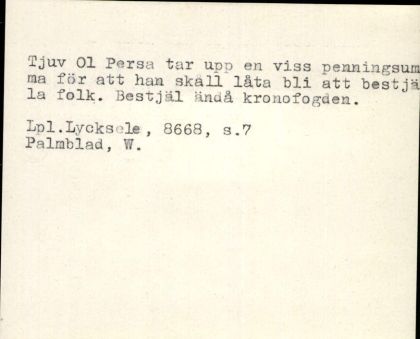 Tjuv Ol Persa tar upp en viss penningsum
ma för att han skall låta bli att bestjä
la folk. Bestjäl ändå kronofogden.
Lpl.Lycksele, 8668, s.7
Palmblad, W.